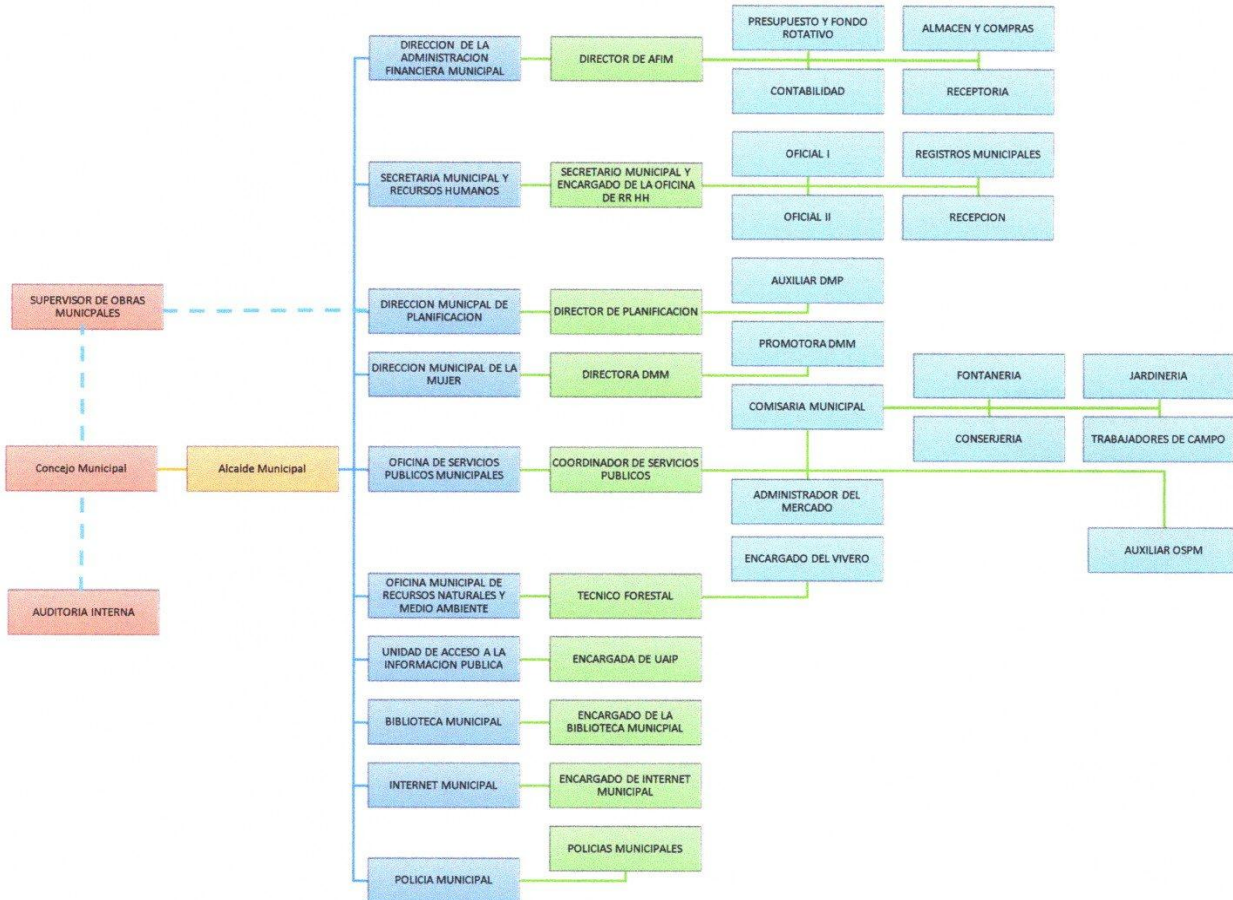 PRESUPUESTO Y FONDO
ROTATIVO
ALMACEN Y COMPRAS
DIRECCION DE LA
ADMINISTRACION
FINANCIERA MUNICIPAL
DIRECTOR DE AFIM
CONTABILIDAD
RECEPTORIA
OFICIAL I
REGISTROS MUNICIPALES
SECRETARIA MUNICIPAL Y
RECURSOS HUMANOS
SECRETARIO MUNICIPAL Y
ENCARGADO DE LA OFICINA
DE RR HH
OFICIAL II
RECEPCION
SUPERVISOR DE OBRAS
MUNICPALES
AUXILIAR DMP
DIRECCION MUNICPAL DE
PLANIFICACION
DIRECTOR DE PLANIFICACION
PROMOTORA DMM
DIRECCION MUNICIPAL DE LA
MUJER
DIRECTORA DMM
FONTANERIA
JARDINERIA
COMISARIA MUNICIPAL
CONSERJERIA
TRABAJADORES DE CAMPO
Concejo Municipal
Alcalde Municipal
OFICINA DE SERVICIOS
PUBLICOS MUNICIPALES
COORDINADOR DE SERVICIOS
PUBLICOS
ADMINISTRADOR DEL
MERCADO
AUXILIAR OSPM
ENCARGADO DEL VIVERO
AUDITORIA INTERNA
OFICINA MUNICIPAL DE
RECURSOS NATURALES Y
MEDIO AMBIENTE
TECNICO FORESTAL
UNIDAD DE ACCESO A LA
INFORMACION PUBLICA
ENCARGADA DE UAIP
BIBLIOTECA MUNICIPAL
ENCARGADO DE LA
BIBLIOTECA MUNICPIAL
INTERNET MUNICIPAL
ENCARGADO DE INTERNET
MUNICIPAL
POLICIAS MUNICIPALES
POLICIA MUNICIPAL